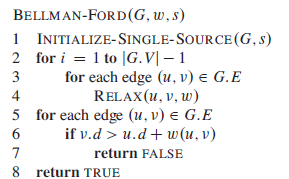 BELLMAN-FORD(G, w, s)
1 INITIALIZE-SINGLE-SOURCE(G, s)
2 for i = 1 to |G.V| − 1
3 for each edge (u, v) ∈ G.E
4 RELAX(u, v, w)
5 for each edge (u, v) ∈ G.E
6 if v.d > u.d + w(u, v)
7 return FALSE
8 return TRUE